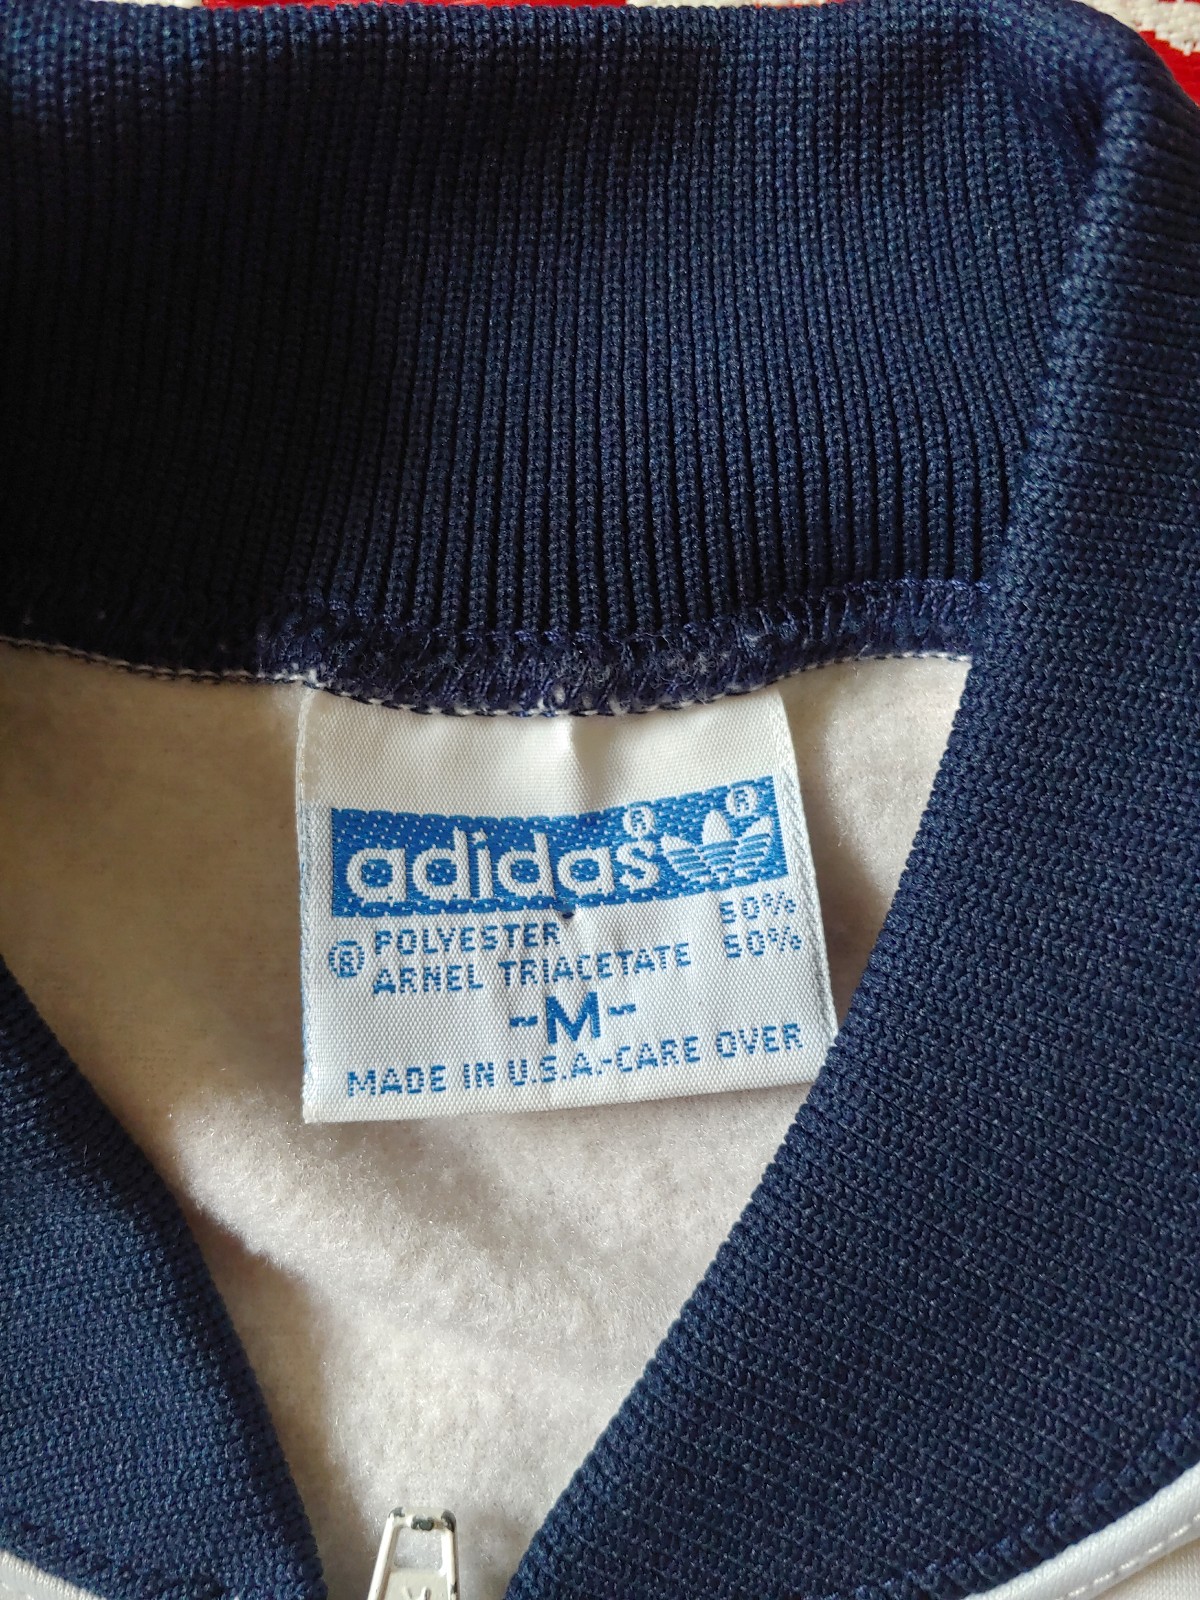 adidas® ®
POLYESTER 50%
® ARNEL TRIACETATE 50%
-M-
MADE IN U.S.A.-CARE OVER